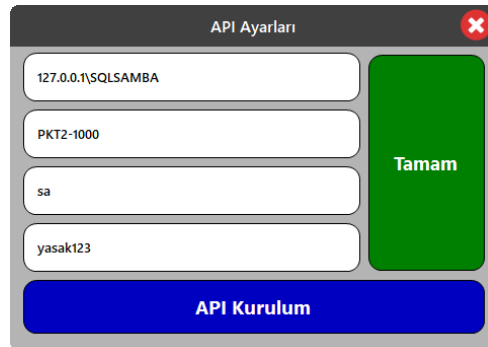 API Ayarları
127.0.0.1\SQLSAMBA
PKT2-1000
sa
yasak123
Tamam
API Kurulum